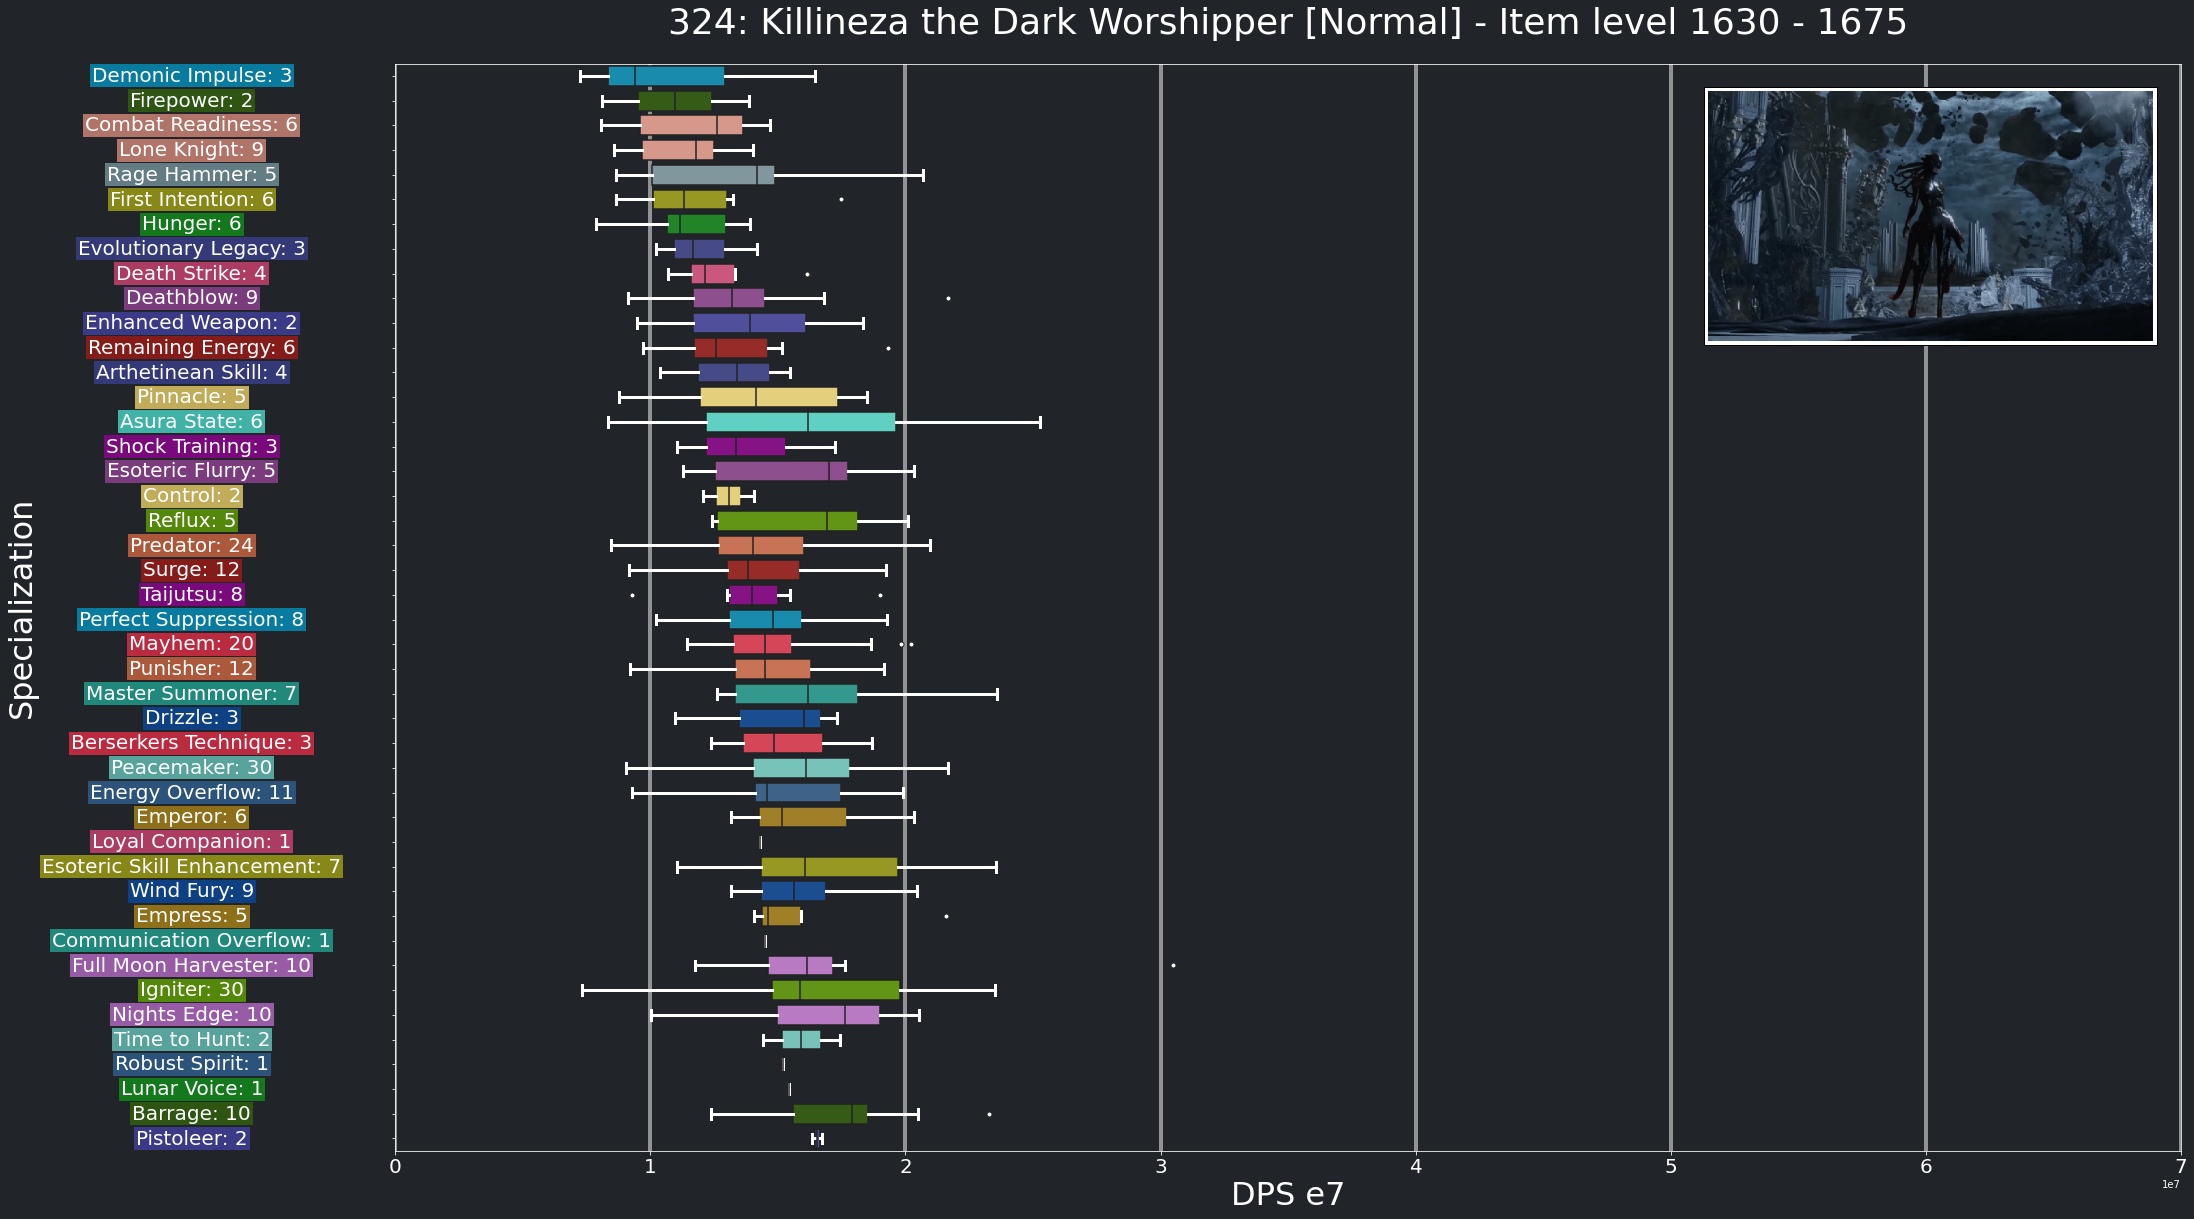 324: Killineza the Dark Worshipper [Normal] - Item level 1630 - 1675
Specialization
Demonic Impulse: 3
Firepower: 2
Combat Readiness: 6
Lone Knight: 9
Rage Hammer: 5
First Intention: 6
Hunger: 6
Evolutionary Legacy: 3
Death Strike: 4
Deathblow: 9
Enhanced Weapon: 2
Remaining Energy: 6
Arthetinean Skill: 4
Pinnacle: 5
Asura State: 6
Shock Training: 3
Esoteric Flurry: 5
Control: 2
Reflux: 5
Predator: 24
Surge: 12
Taijutsu: 8
Perfect Suppression: 8
Mayhem: 20
Punisher: 12
Master Summoner: 7
Drizzle: 3
Berserkers Technique: 3
Peacemaker: 30
Energy Overflow: 11
Emperor: 6
Loyal Companion: 1
Esoteric Skill Enhancement: 7
Wind Fury: 9
Empress: 5
Communication Overflow: 1
Full Moon Harvester: 10
Igniter: 30
Nights Edge: 10
Time to Hunt: 2
Robust Spirit: 1
Lunar Voice: 1
Barrage: 10
Pistoleer: 2
0 1 2 3 4 5 6 7
1e7
DPS e7